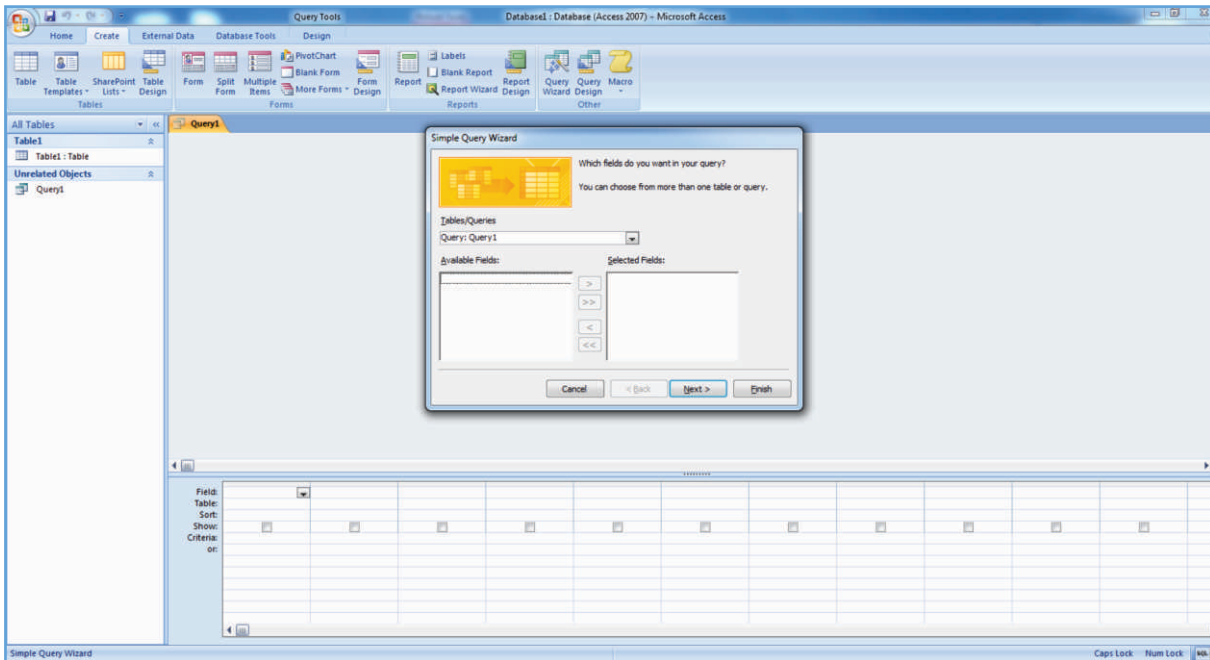 Query Tools
Database1 : Database (Access 2007) - Microsoft Access
Home Create External Data Database Tools Design
Table
Table Templates
SharePoint Lists
Table Design
Tables
Form
Split Form
Multiple Items
PivotChart
Blank Form
More Forms
Form Design
Forms
Report
Labels
Blank Report
Report Wizard
Report Design
Reports
Query Wizard
Query Design
Macro
Other
All Tables
Table1
Table1 : Table
Unrelated Objects
Query1
Query1
Simple Query Wizard
Which fields do you want in your query?
You can choose from more than one table or query.
Tables/Queries
Query: Query1
Available Fields:
Selected Fields:
>
>>
<
<<
Cancel
< Back
Next >
Finish
Field:
Table:
Sort:
Show:
Criteria:
or:
Simple Query Wizard
Caps Lock Num Lock